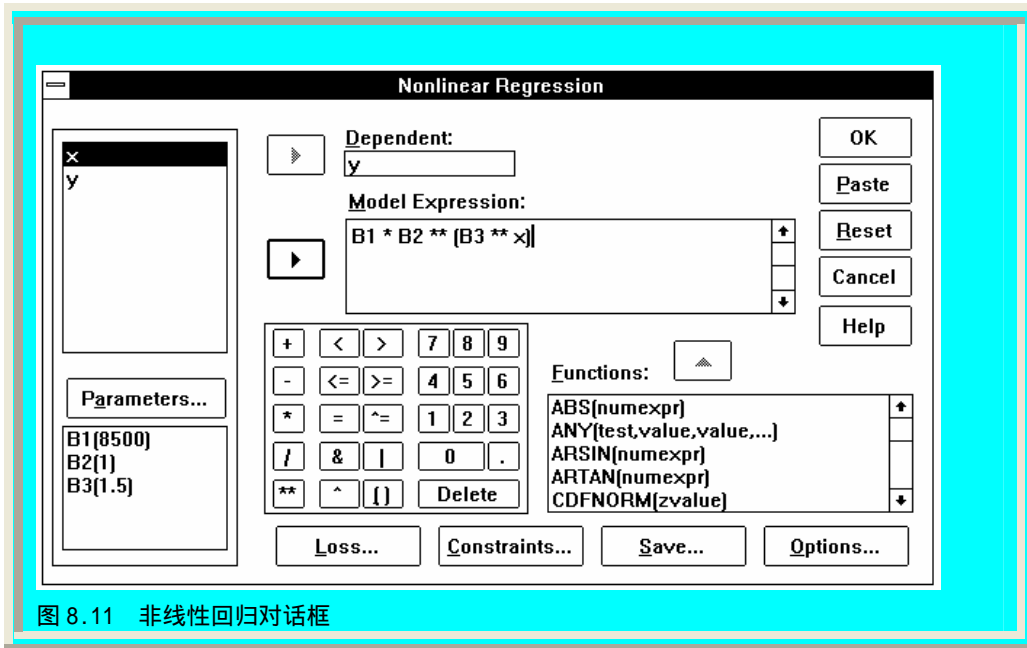 Nonlinear Regression
x
y
Dependent:
y
Model Expression:
B1 * B2 ** (B3 ** x)
OK
Paste
Reset
Cancel
Help
Parameters...
B1(8500)
B2(1)
B3(1.5)
+ < > 7 8 9
- <= >= 4 5 6
* = ^= 1 2 3
/ & | 0 .
** ^ () Delete
Functions:
ABS(numexpr)
ANY(test,value,value,...)
ARSIN(numexpr)
ARTAN(numexpr)
CDFNORM(zvalue)
Loss... Constraints... Save... Options...
图 8.11 非线性回归对话框